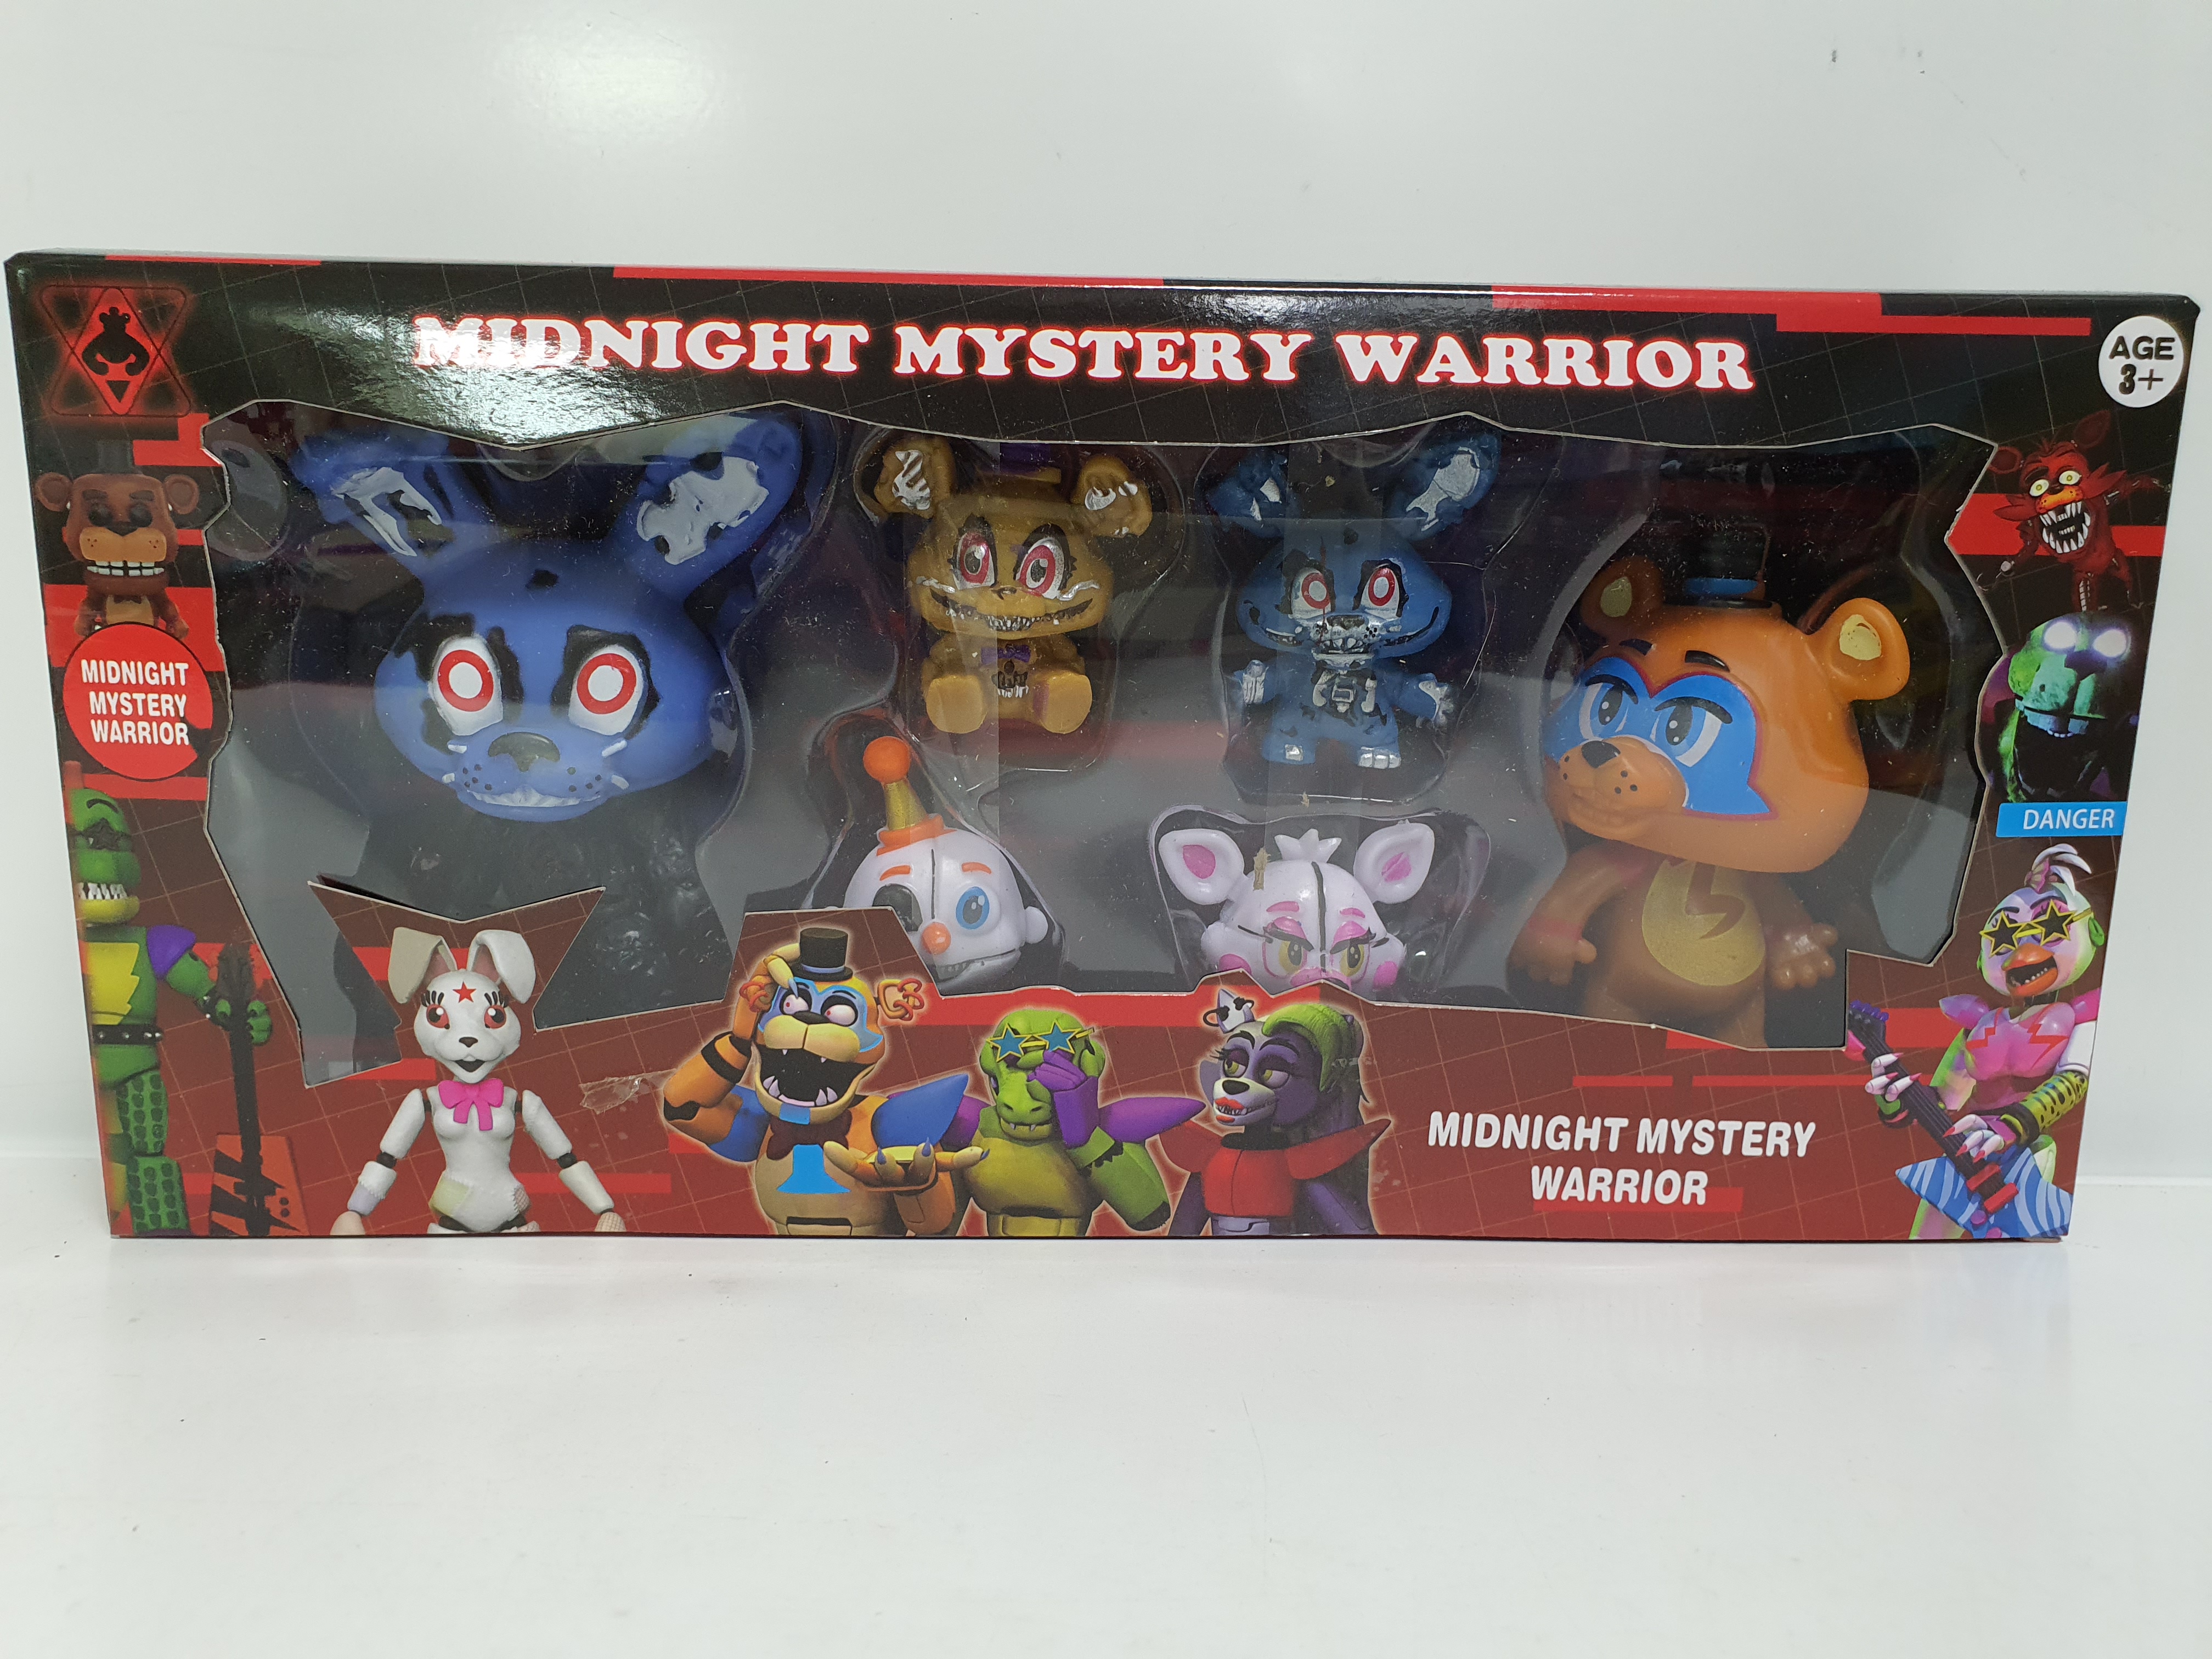 MIDNIGHT MYSTERY WARRIOR
AGE
3+
MIDNIGHT
MYSTERY
WARRIOR
DANGER
MIDNIGHT MYSTERY
WARRIOR